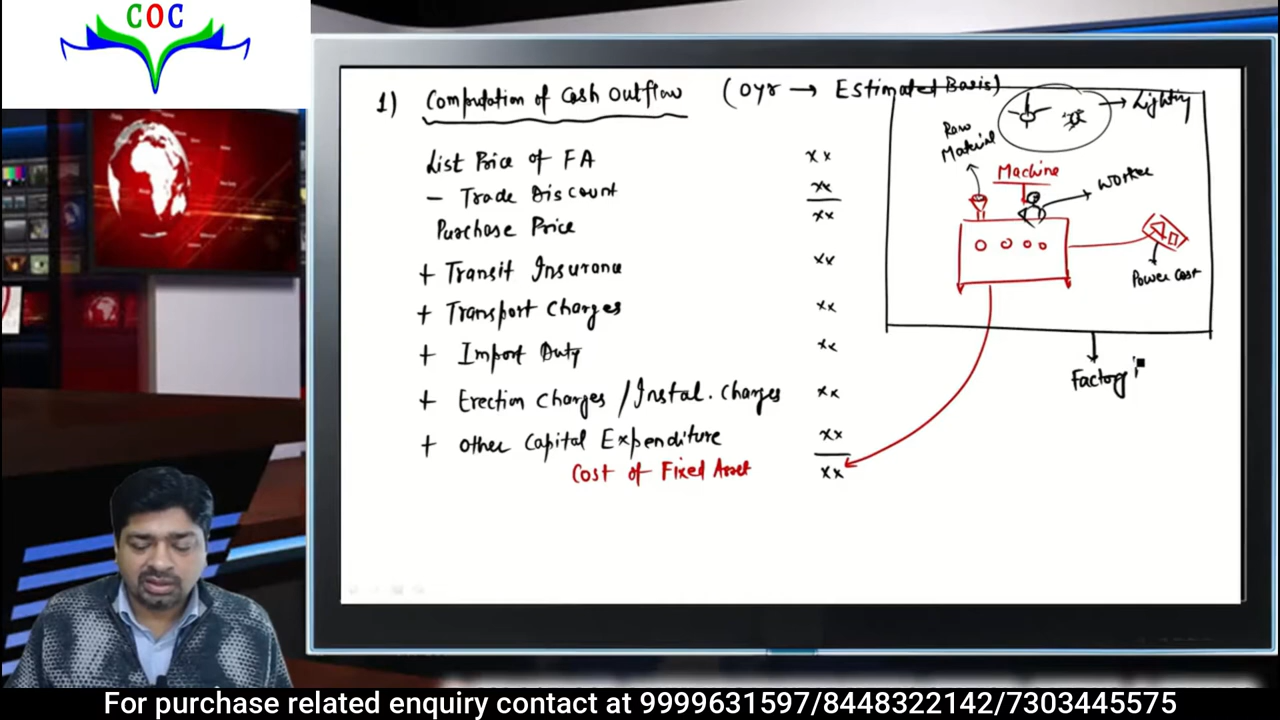 COC
1) Computation of Cash Outflow (0yr → Estimated Basis)
List Price of FA xx
- Trade Discount xx
Purchase Price xx
+ Transit Insurance xx
+ Transport Charges xx
+ Import Duty xx
+ Erection Charges / Instal. Charges xx
+ Other Capital Expenditure xx
Cost of Fixed Asset xx
Lighting
Raw
Material
Machine
Worker
Power Cost
Factory
For purchase related enquiry contact at 9999631597/8448322142/7303445575